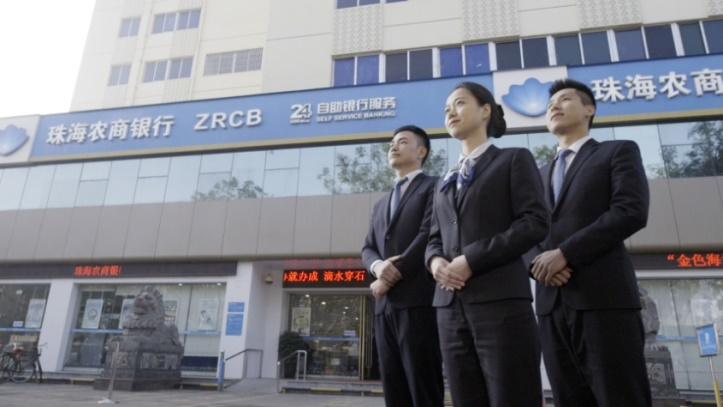 珠海农商银行 ZRCB
24 自助银行服务
SELF SERVICE BANKING
珠海农商
珠海农商银
就办成 滴水穿石
“金色海